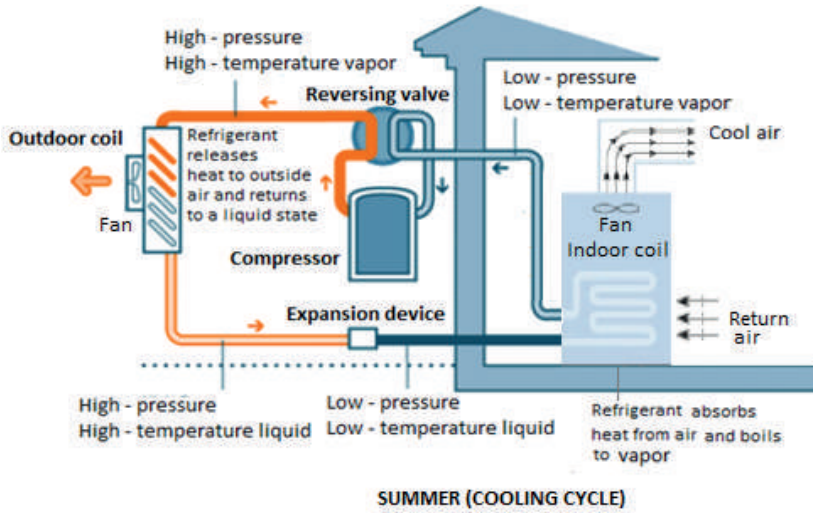 High - pressure
High - temperature vapor
Low - pressure
Low - temperature vapor
Reversing valve
Cool air
Outdoor coil
Refrigerant
releases
heat to outside
air and returns
to a liquid state
Fan
Compressor
Fan
Indoor coil
Expansion device
Return
air
High - pressure
High - temperature liquid
Low - pressure
Low - temperature liquid
Refrigerant absorbs
heat from air and boils
to vapor
SUMMER (COOLING CYCLE)